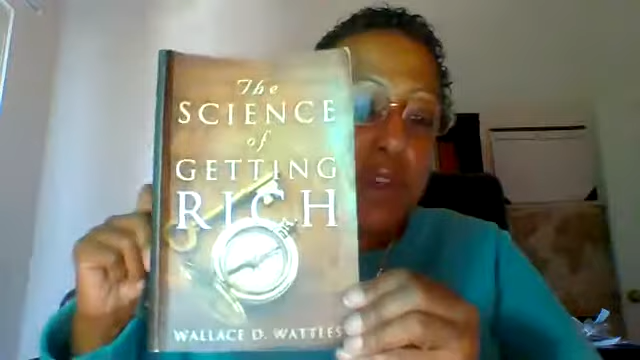 The
SCIENCE
of
GETTING
RICH
WALLACE D. WATTLES